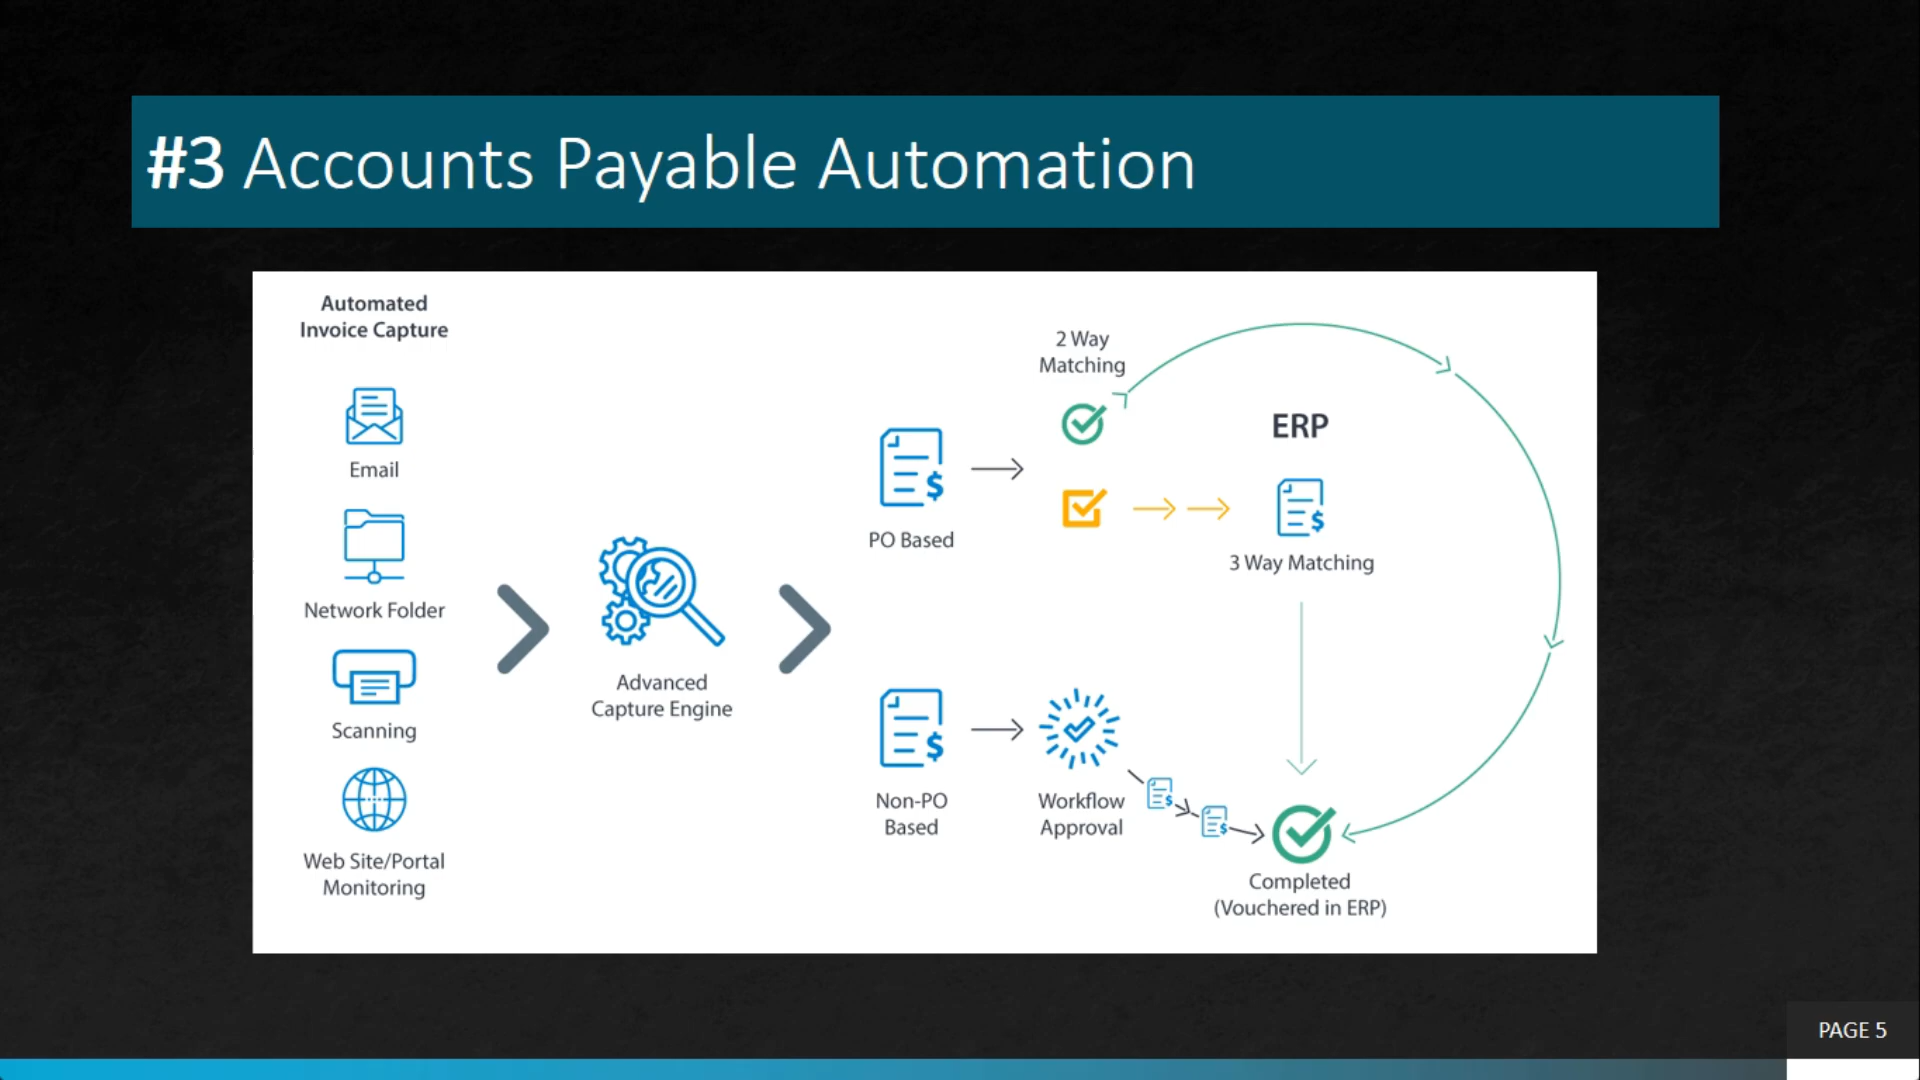 #3 Accounts Payable Automation
Automated
Invoice Capture
Email
Network Folder
Scanning
Web Site/Portal
Monitoring
Advanced
Capture Engine
PO Based
2 Way
Matching
ERP
3 Way Matching
Non-PO
Based
Workflow
Approval
Completed
(Vouchered in ERP)
PAGE 5